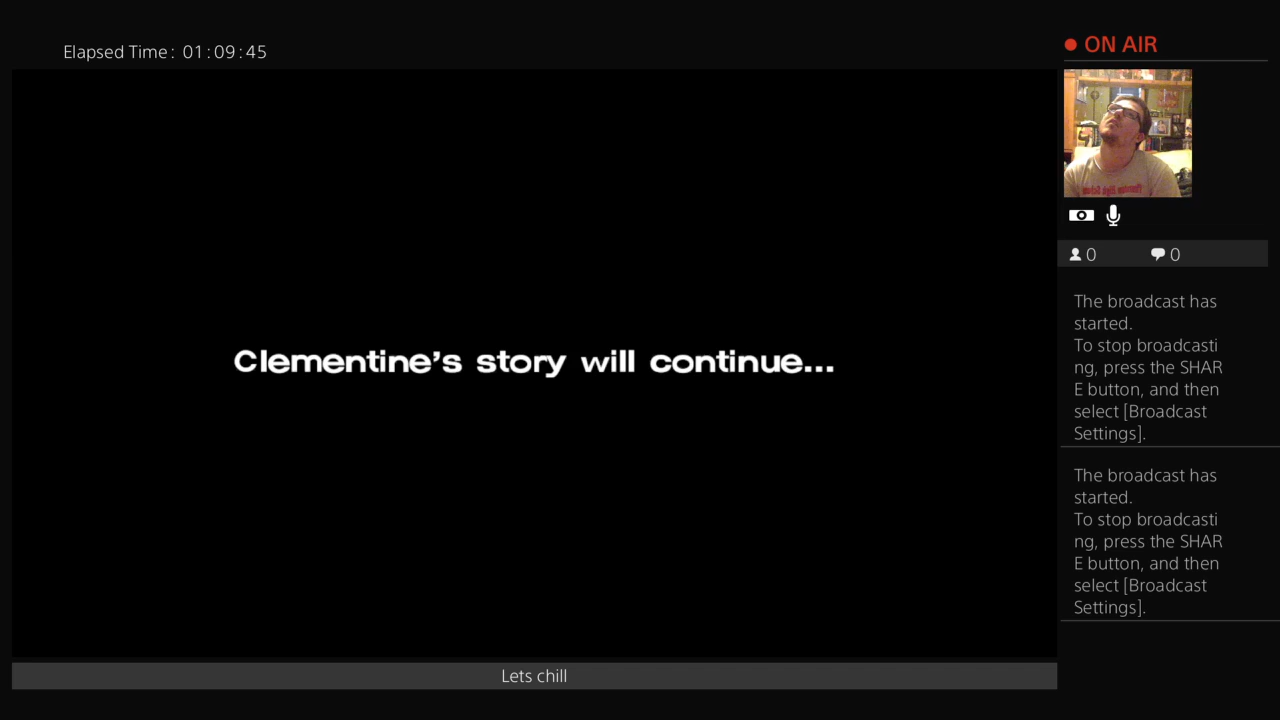 Elapsed Time: 01:09:45
ON AIR
0 0
The broadcast has
started.
To stop broadcasti
ng, press the SHAR
E button, and then
select [Broadcast
Settings].
The broadcast has
started.
To stop broadcasti
ng, press the SHAR
E button, and then
select [Broadcast
Settings].
Clementine's story will continue...
Lets chill